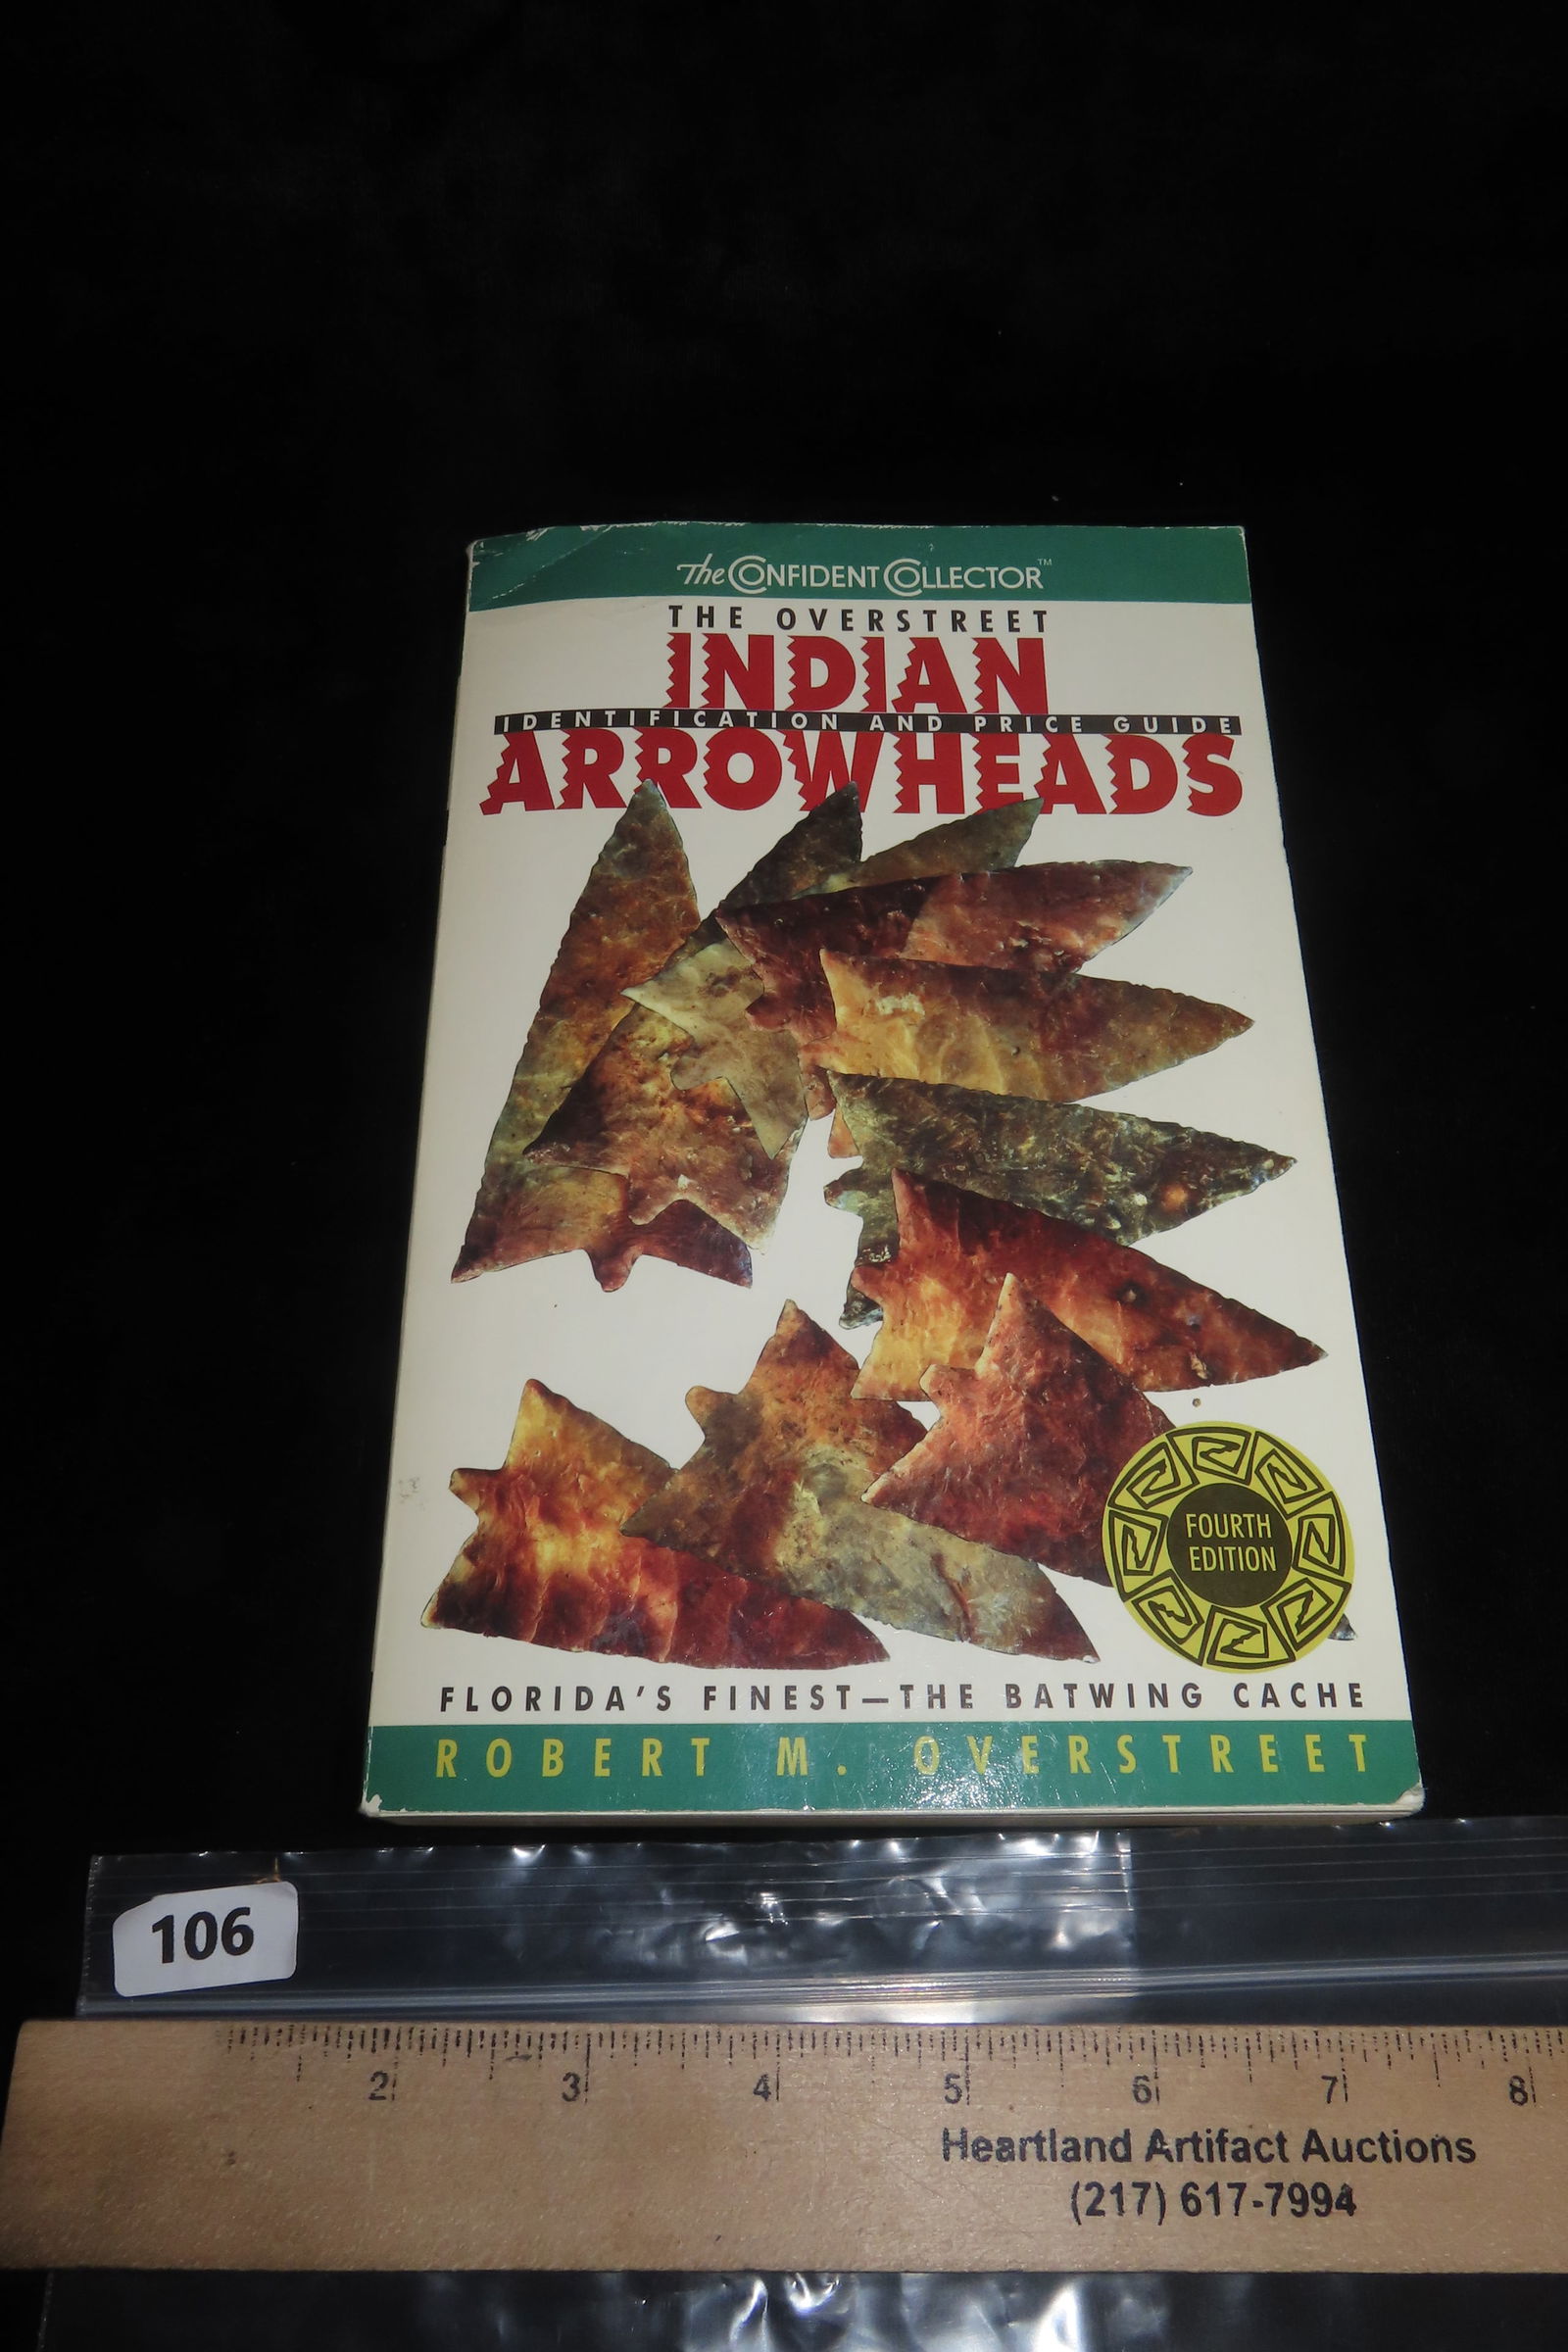 The CONFIDENT COLLECTOR™
THE OVERSTREET
INDIAN
IDENTIFICATION AND PRICE GUIDE
ARROWHEADS
FOURTH
EDITION
FLORIDA'S FINEST—THE BATWING CACHE
ROBERT M. OVERSTREET
106
2 3 4 5 6 7 8
Heartland Artifact Auctions
(217) 617-7994